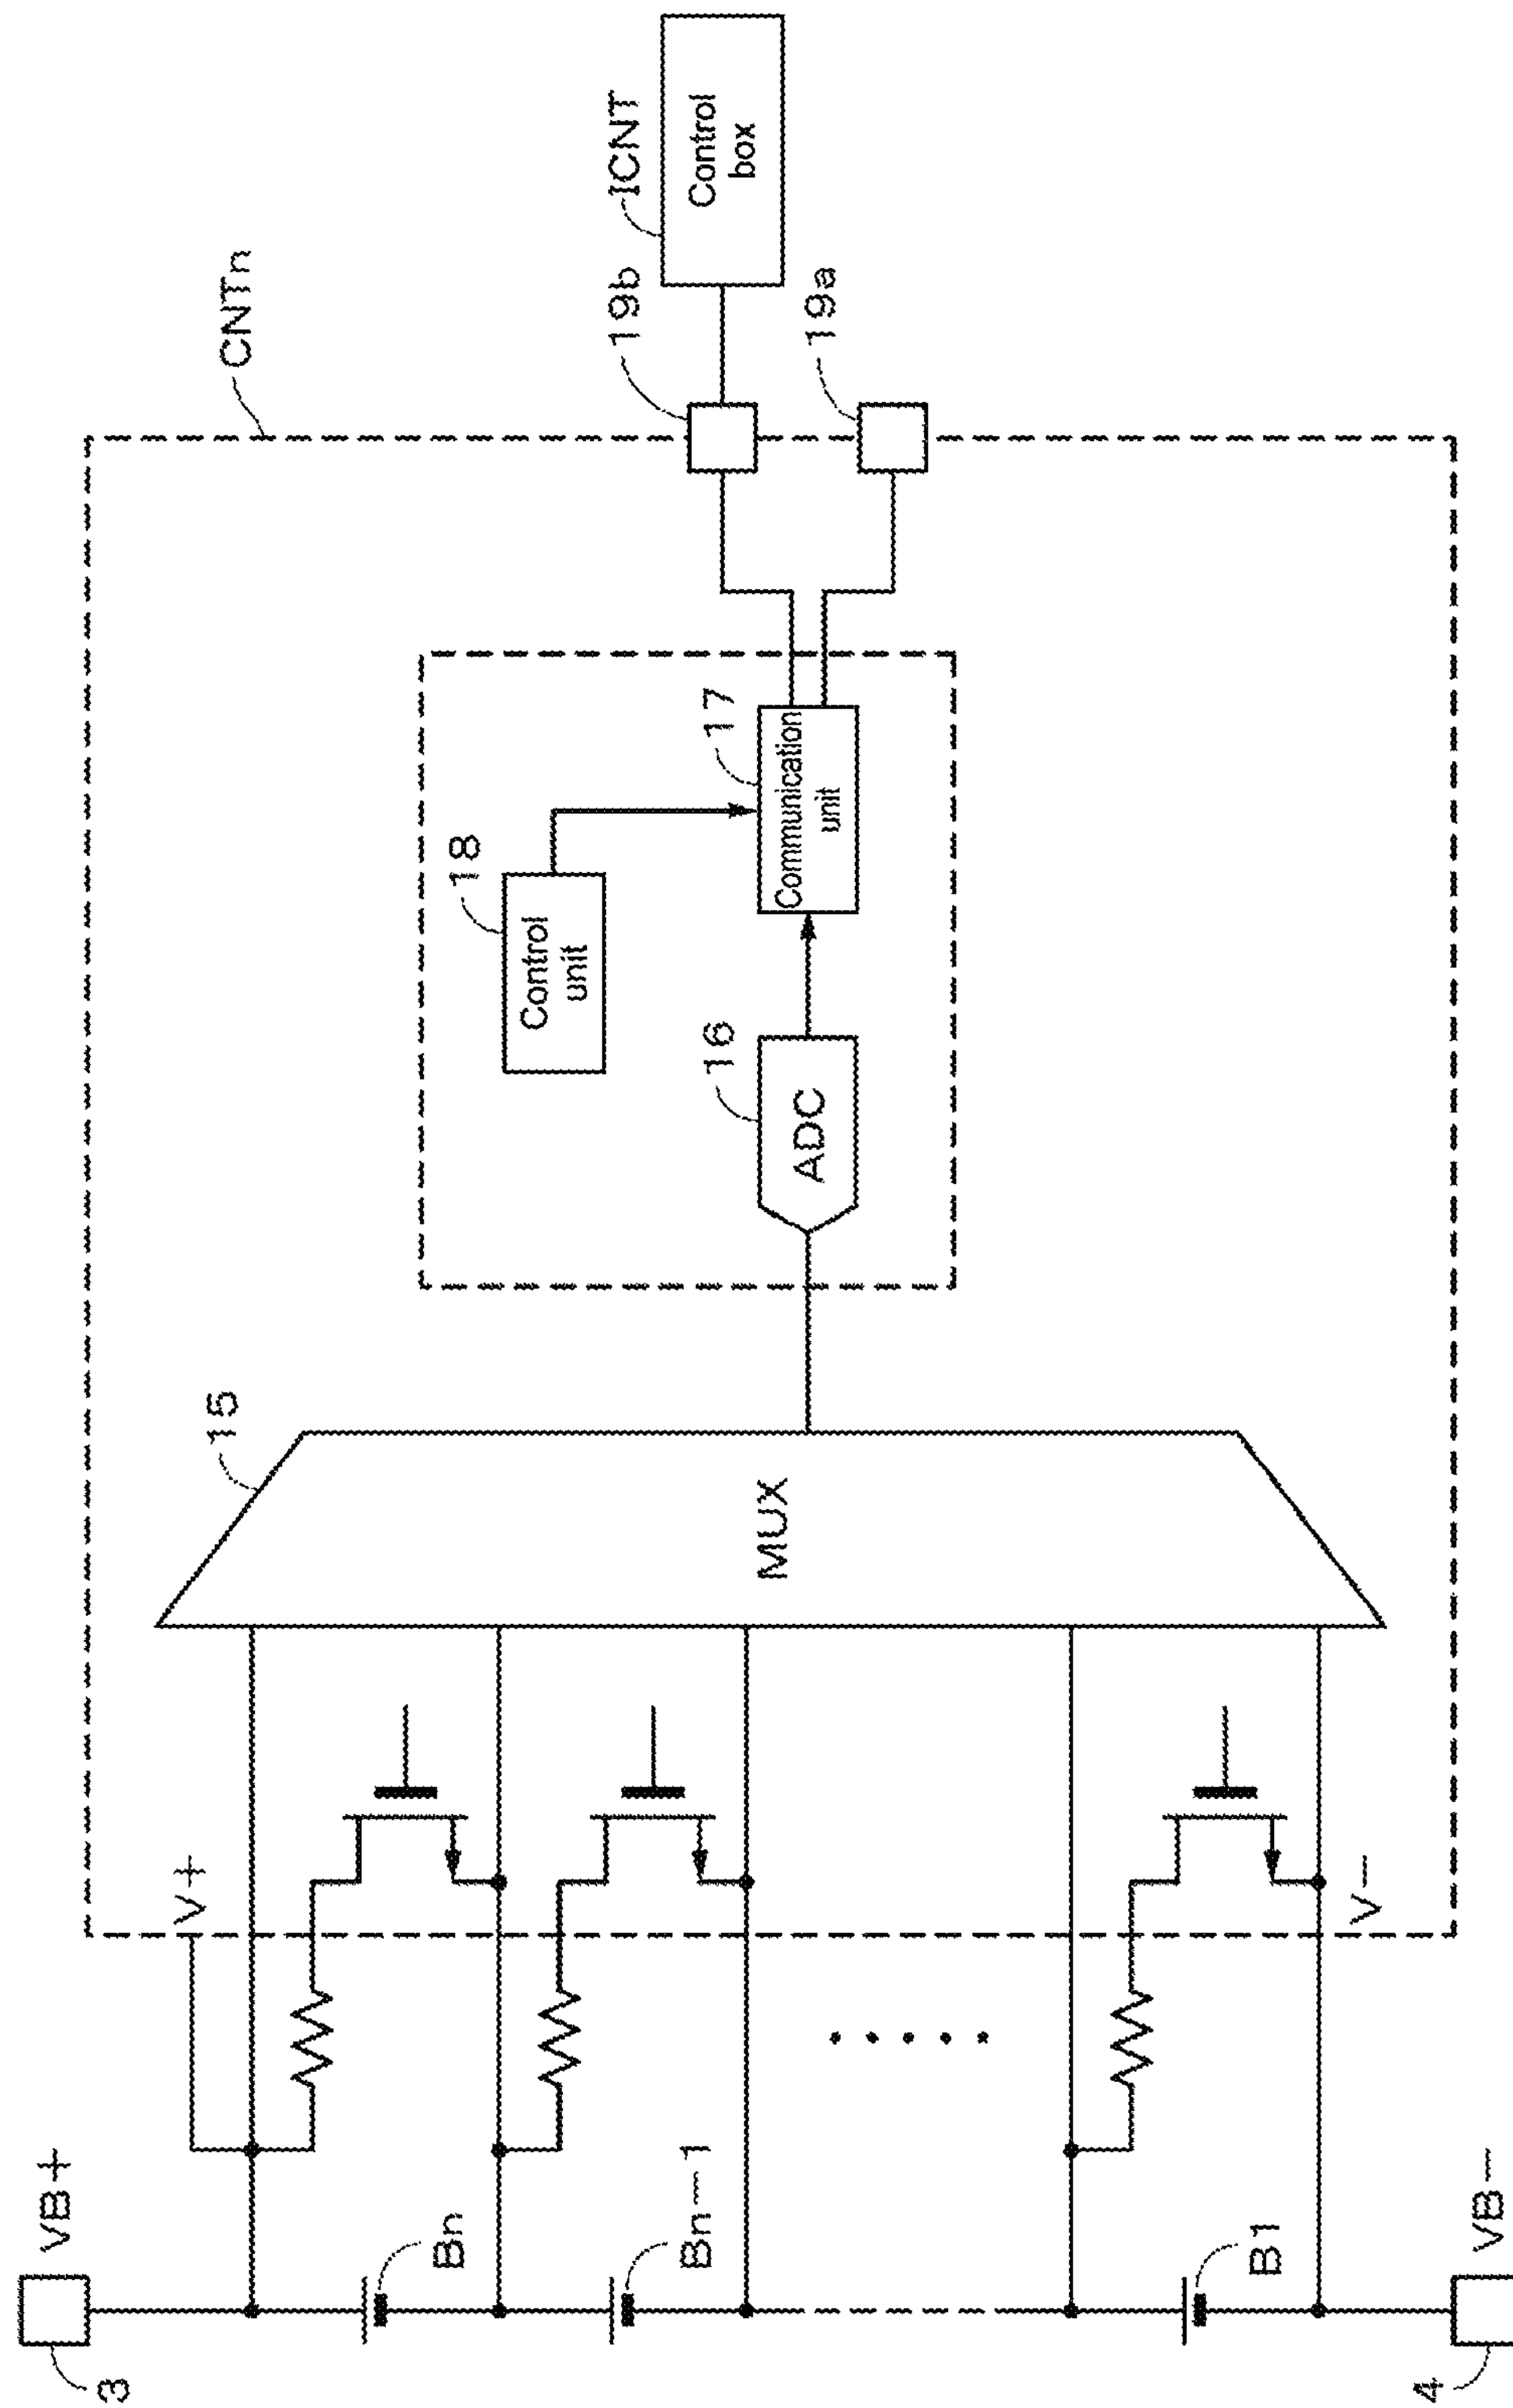 VB+
3
V+
15
CNTn
Bn
18
Control
unit
19b
ICNT
Control
box
Bn-1
MUX
16
ADC
17
Communication
unit
19a
B1
V-
VB-
4